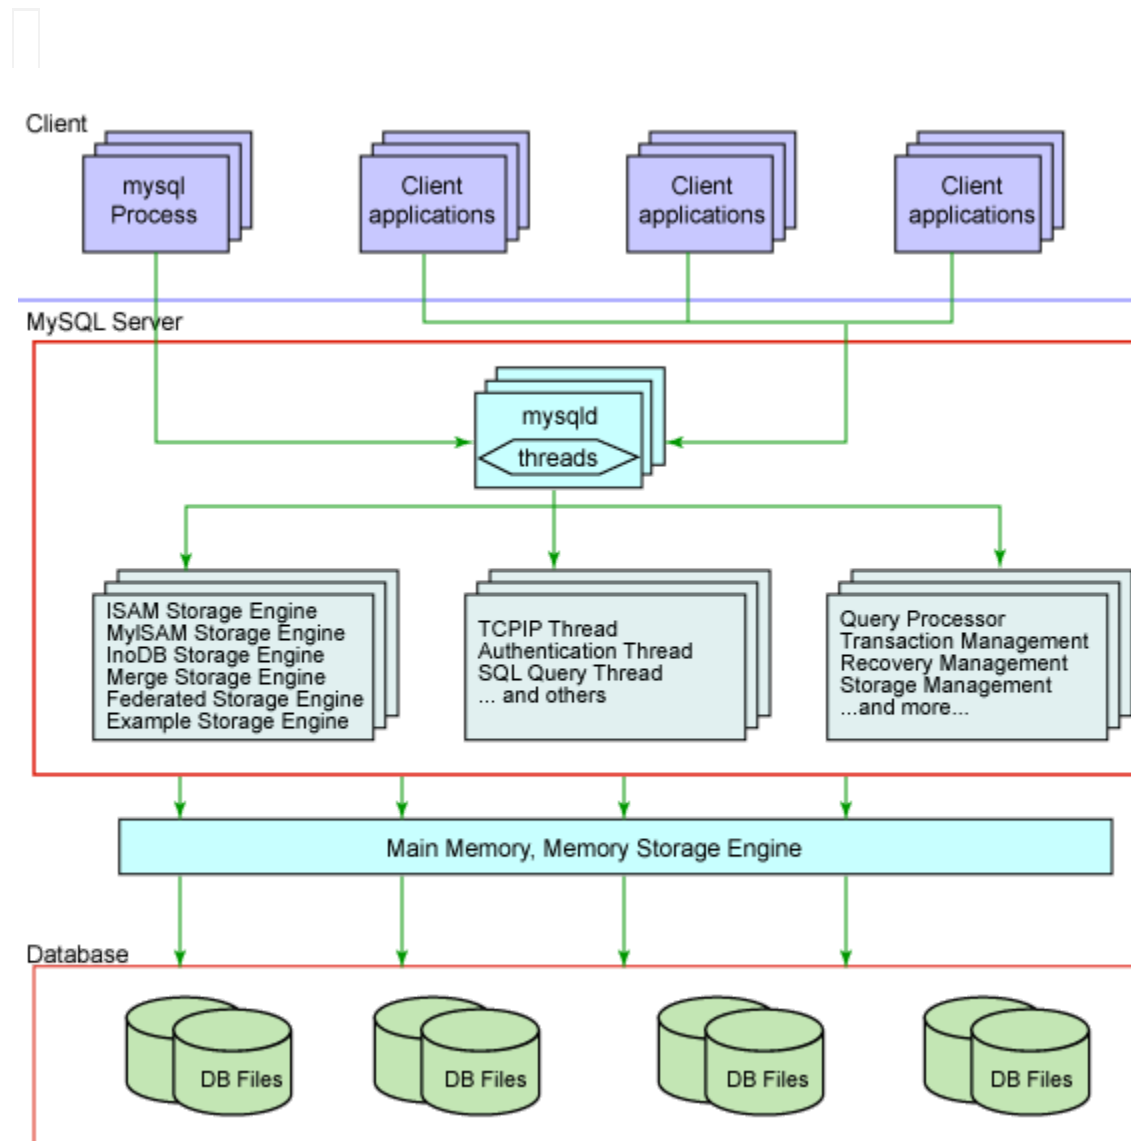 Client
mysql
Process
Client
applications
Client
applications
Client
applications
MySQL Server
mysqld
threads
ISAM Storage Engine
MyISAM Storage Engine
InoDB Storage Engine
Merge Storage Engine
Federated Storage Engine
Example Storage Engine
TCPIP Thread
Authentication Thread
SQL Query Thread
... and others
Query Processor
Transaction Management
Recovery Management
Storage Management
...and more...
Main Memory, Memory Storage Engine
Database
DB Files
DB Files
DB Files
DB Files